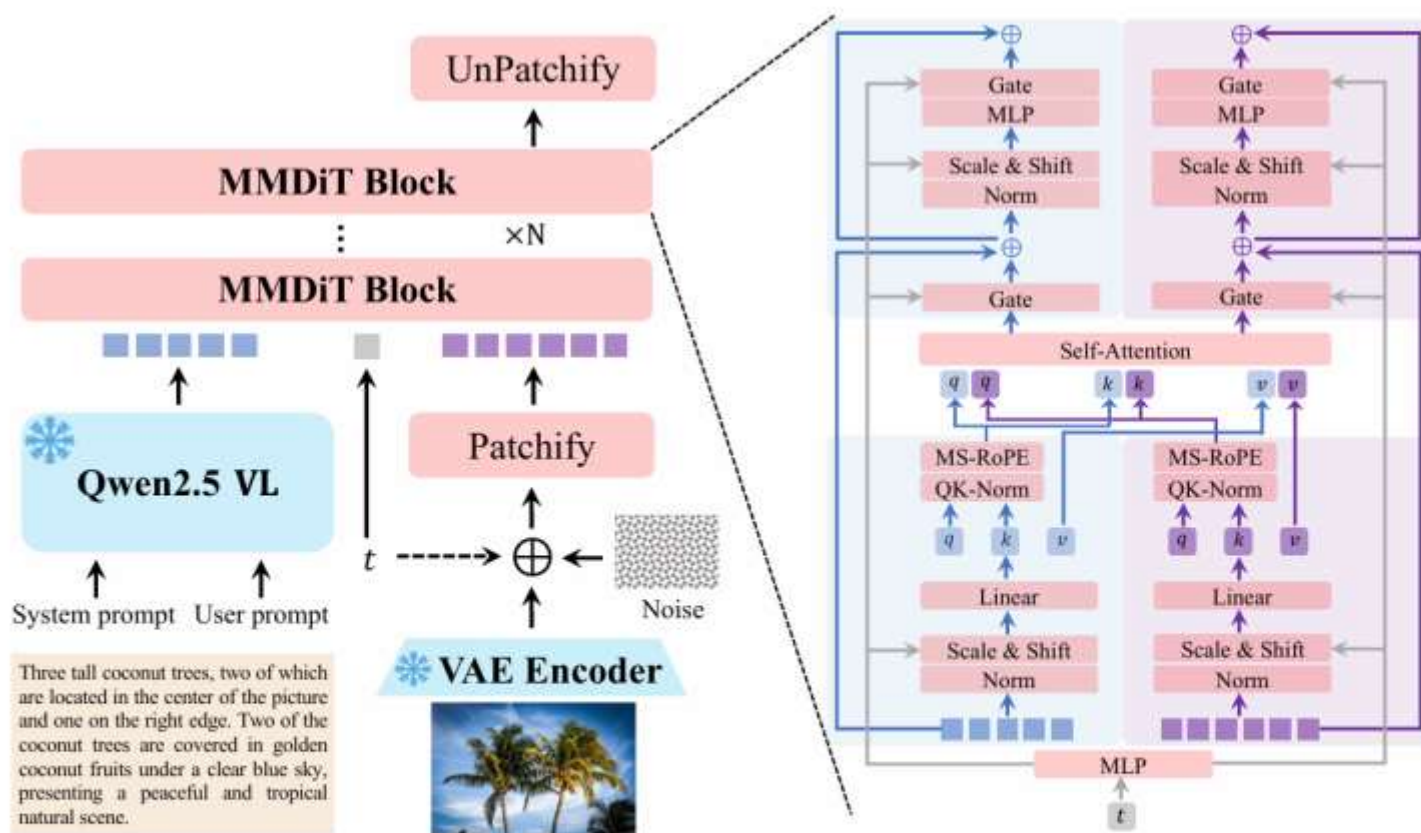 UnPatchify
MMDiT Block
⋮ ×N
MMDiT Block
Qwen2.5 VL
Patchify
t
Noise
System prompt User prompt
VAE Encoder
Three tall coconut trees, two of which
are located in the center of the picture
and one on the right edge. Two of the
coconut trees are covered in golden
coconut fruits under a clear blue sky,
presenting a peaceful and tropical
natural scene.
Gate Gate
MLP MLP
Scale & Shift Scale & Shift
Norm Norm
Gate Gate
Self-Attention
q q k k v v
MS-RoPE MS-RoPE
QK-Norm QK-Norm
q k v q k v
Linear Linear
Scale & Shift Scale & Shift
Norm Norm
MLP
t